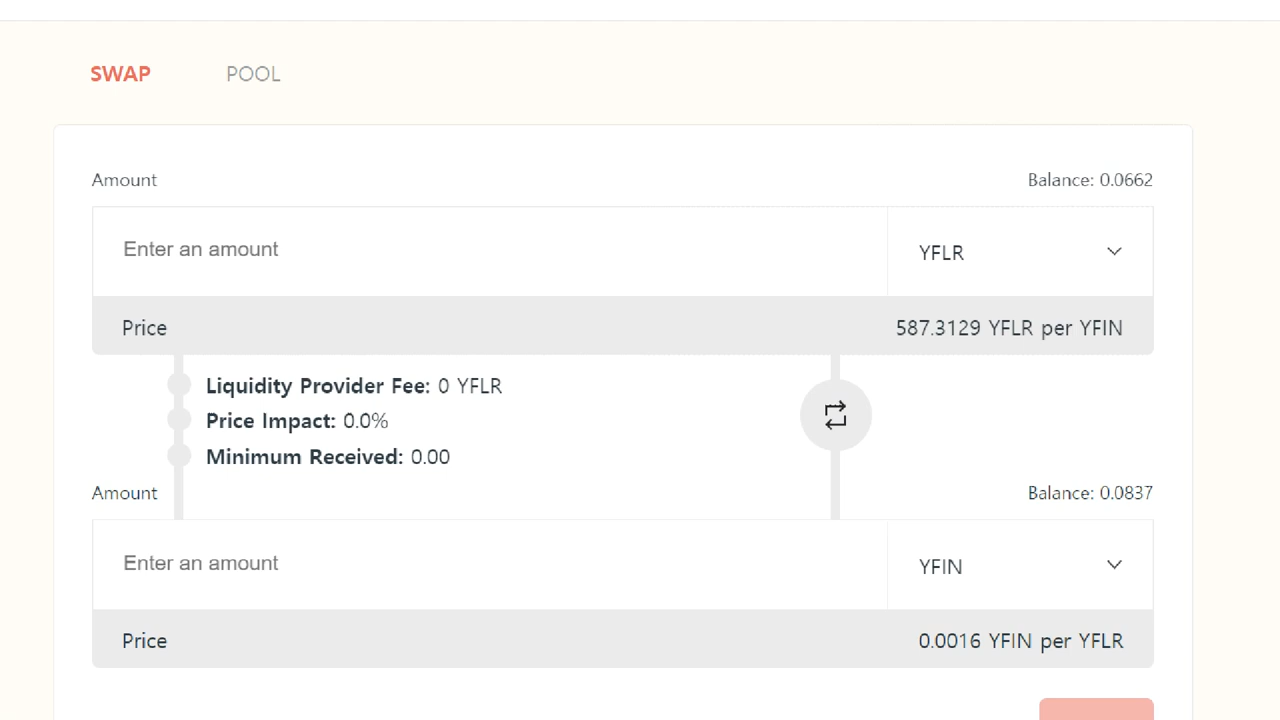 SWAP POOL
Amount Balance: 0.0662
Enter an amount YFLR
Price 587.3129 YFLR per YFIN
Liquidity Provider Fee: 0 YFLR
Price Impact: 0.0%
Minimum Received: 0.00
Amount Balance: 0.0837
Enter an amount YFIN
Price 0.0016 YFIN per YFLR